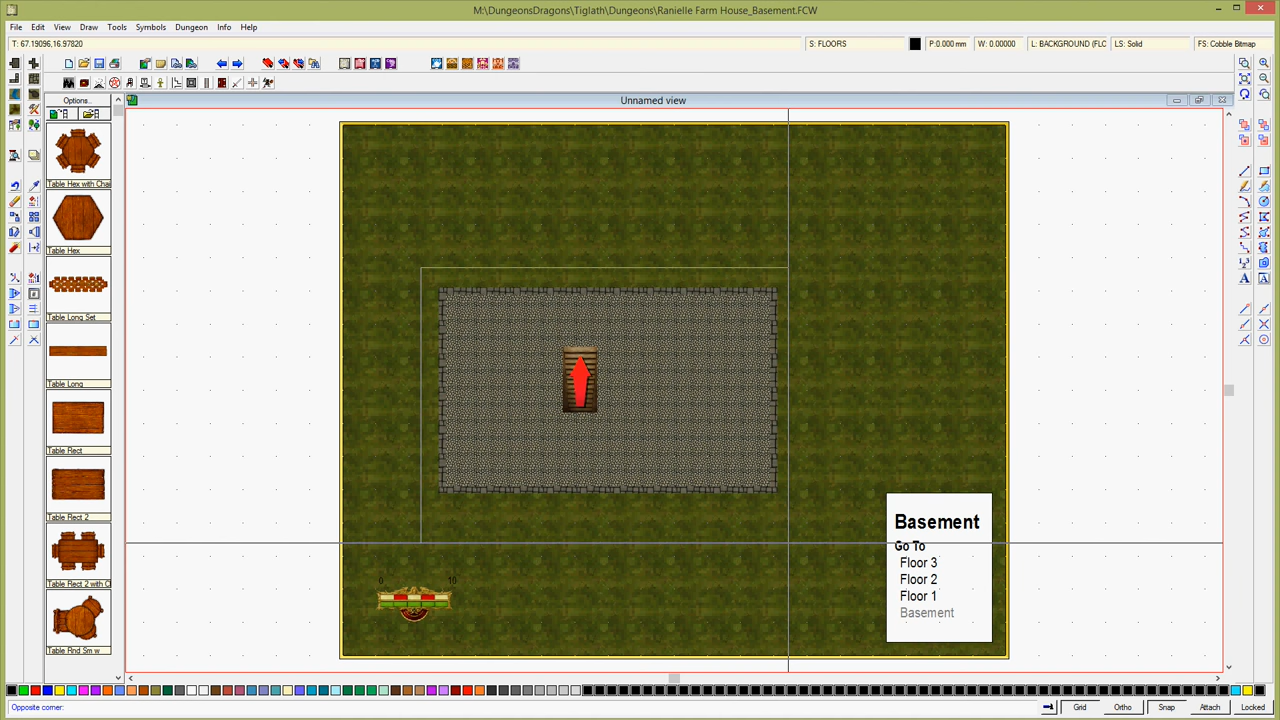 M:\DungeonsDragons\Tiglath\Dungeons\Ranielle Farm House_Basement.FCW
File Edit View Draw Tools Symbols Dungeon Info Help
T: 67.19096,16.97820 S: FLOORS P:0.000 mm W: 0.00000 L: BACKGROUND (FLC LS: Solid FS: Cobble Bitmap
Options...
Unnamed view
Table Hex with Chai
Table Hex
Table Long Set
Table Long
Table Rect
Table Rect 2
Table Rect 2 with Cl
Table Rnd Sm w
0 10
Basement
Go To
Floor 3
Floor 2
Floor 1
Basement
Opposite corner:
Grid Ortho Snap Attach Locked